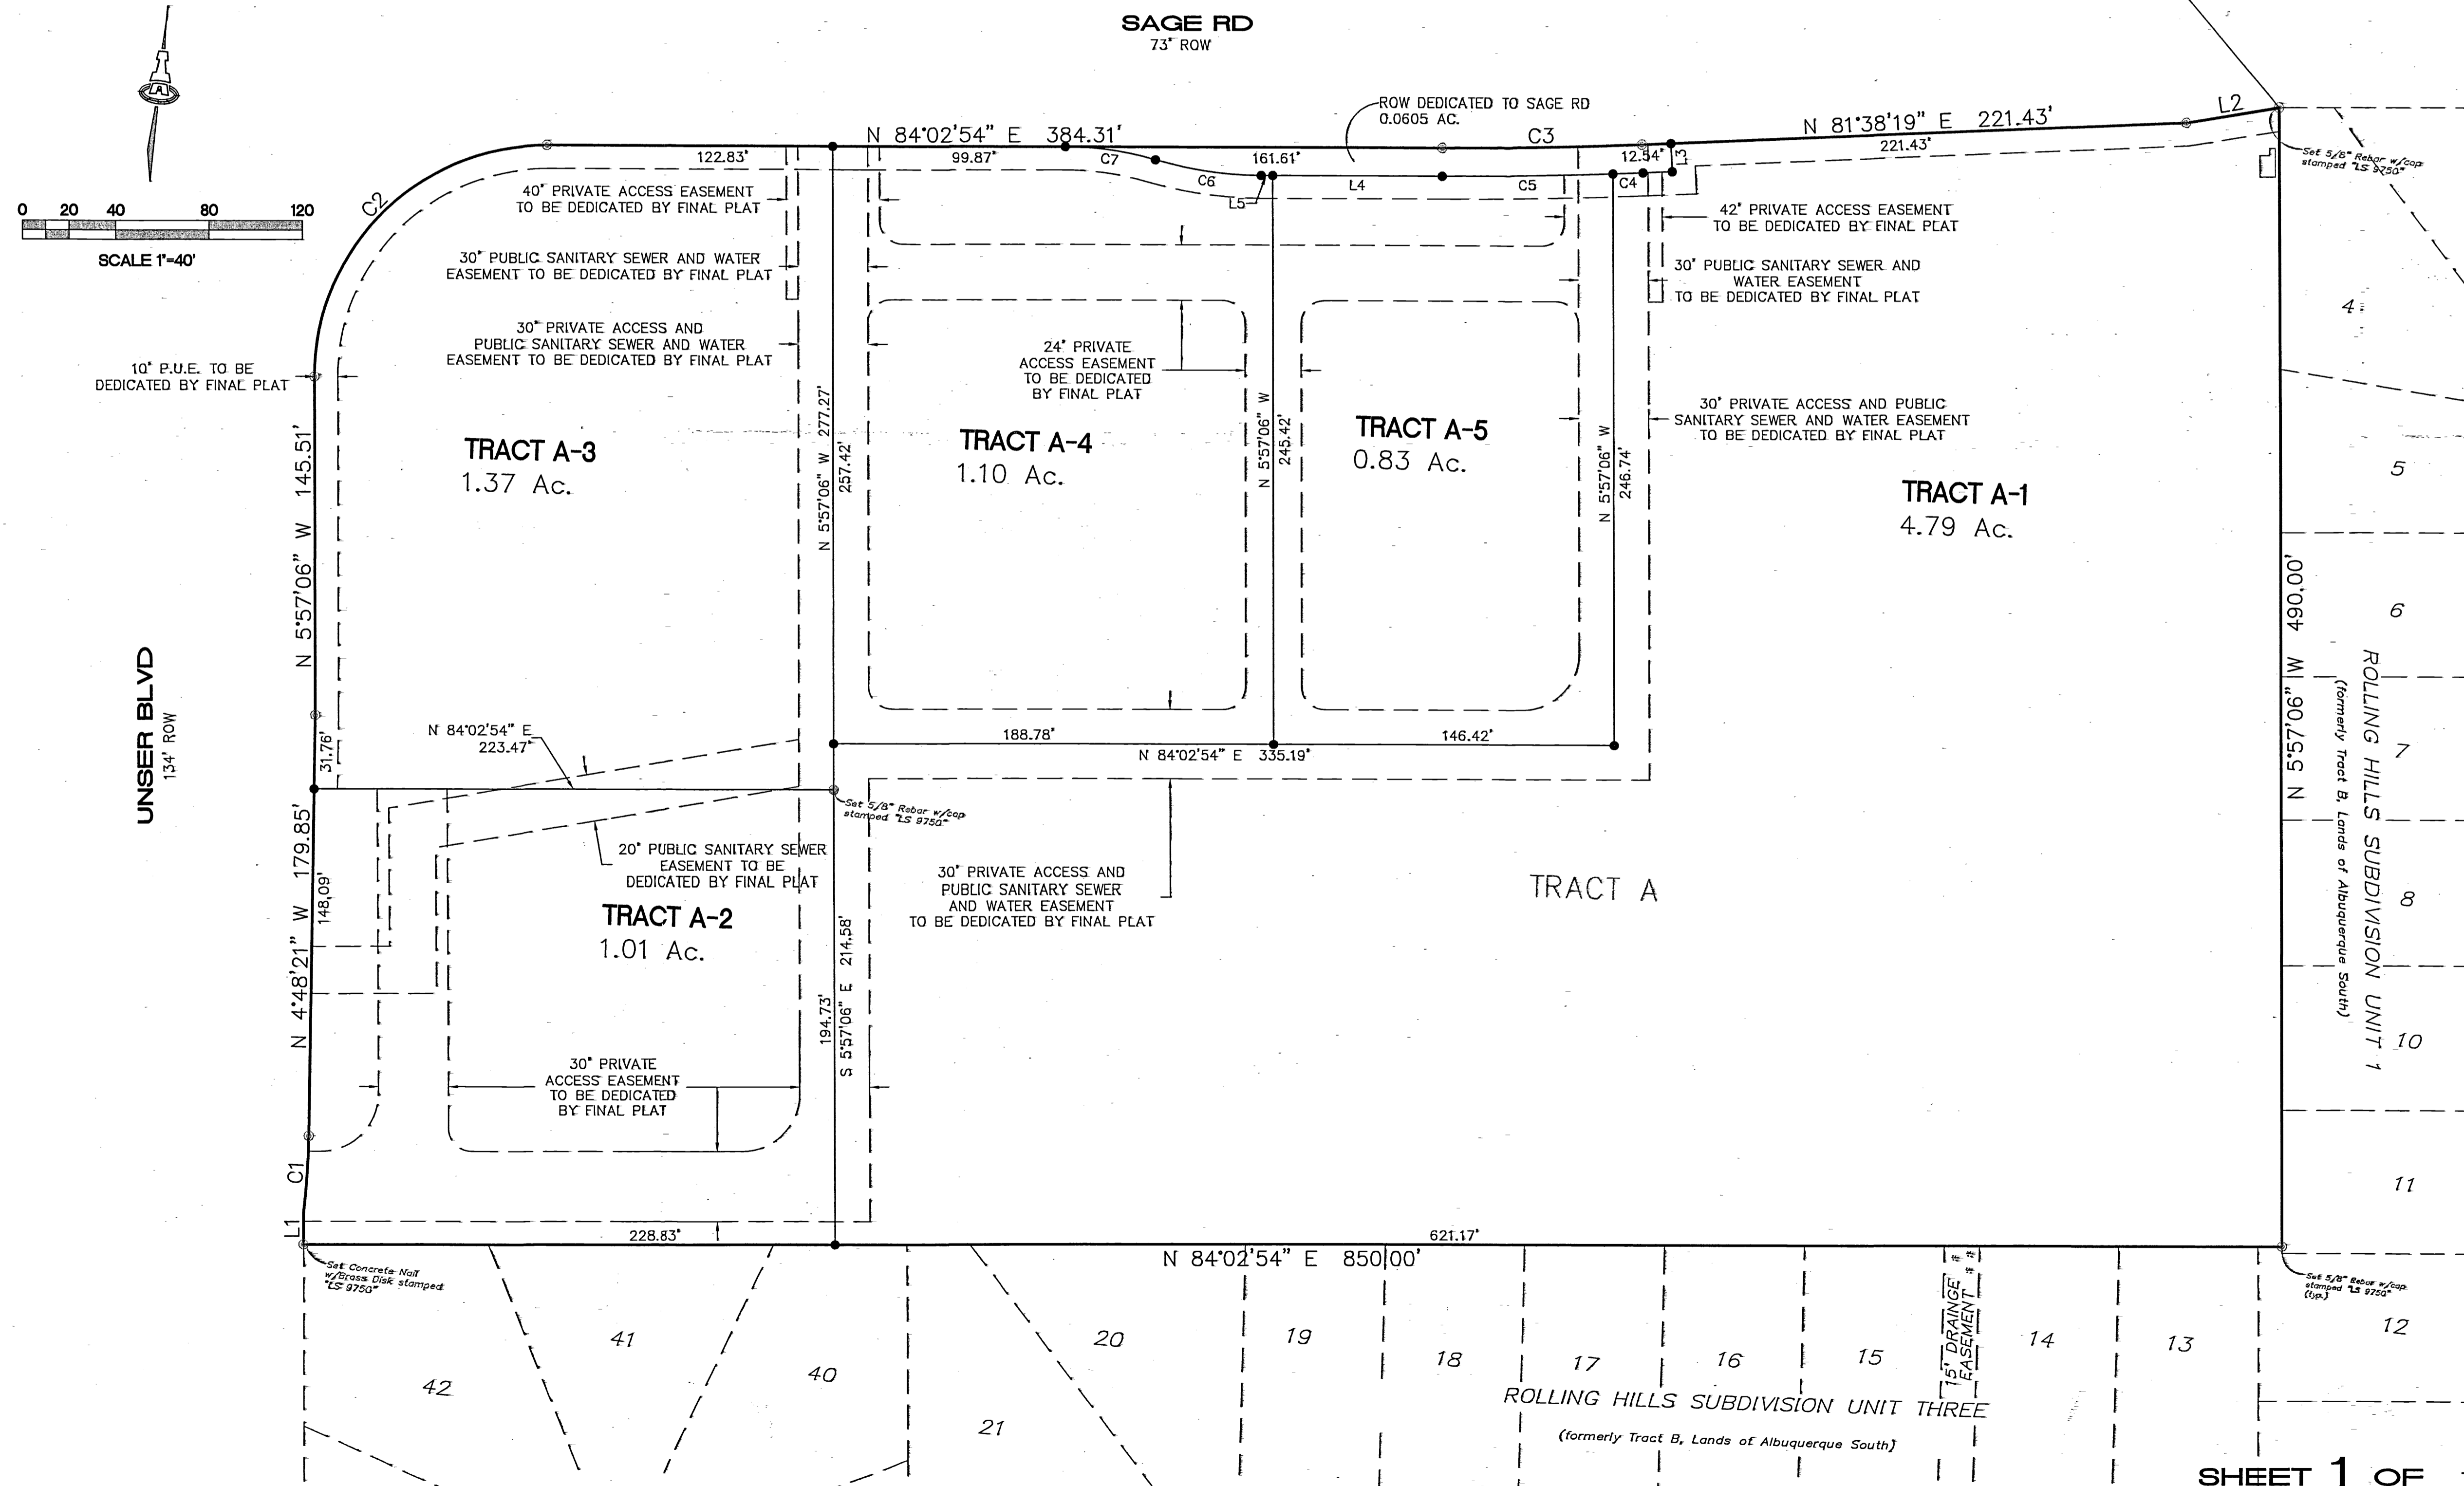 SAGE RD
73' ROW
0 20 40 80 120
SCALE 1"=40'
ROW DEDICATED TO SAGE RD
0.0605 AC.
N 84°02'54" E 384.31'
C3
N 81°38'19" E 221.43'
L2
122.83'
99.87'
C7
161.61'
12.54'
L3
221.43'
C2
C6
L5
L4
C5
C4
Set 5/8" Rebar w/cap
stamped "LS 9750"
40' PRIVATE ACCESS EASEMENT
TO BE DEDICATED BY FINAL PLAT
42' PRIVATE ACCESS EASEMENT
TO BE DEDICATED BY FINAL PLAT
30' PUBLIC SANITARY SEWER AND WATER
EASEMENT TO BE DEDICATED BY FINAL PLAT
30' PUBLIC SANITARY SEWER AND
WATER EASEMENT
TO BE DEDICATED BY FINAL PLAT
30' PRIVATE ACCESS AND
PUBLIC SANITARY SEWER AND WATER
EASEMENT TO BE DEDICATED BY FINAL PLAT
24' PRIVATE
ACCESS EASEMENT
TO BE DEDICATED
BY FINAL PLAT
10' P.U.E. TO BE
DEDICATED BY FINAL PLAT
30' PRIVATE ACCESS AND PUBLIC
SANITARY SEWER AND WATER EASEMENT
TO BE DEDICATED BY FINAL PLAT
TRACT A-3
1.37 Ac.
TRACT A-4
1.10 Ac.
TRACT A-5
0.83 Ac.
TRACT A-1
4.79 Ac.
N 5°57'06" W 145.51'
N 5°57'06" W 277.27'
257.42'
N 5°57'06" W
245.42'
N 5°57'06" W
246.74'
N 5°57'06" W 490.00'
4
5
6
7
8
10
11
12
ROLLING HILLS SUBDIVISION UNIT 1
(formerly Tract B, Lands of Albuquerque South)
UNSER BLVD
134' ROW
31.76'
N 84°02'54" E
223.47'
188.78'
146.42'
N 84°02'54" E 335.19'
Set 5/8" Rebar w/cap
stamped "LS 9750"
N 4°48'21" W 179.85'
148.09'
20' PUBLIC SANITARY SEWER
EASEMENT TO BE
DEDICATED BY FINAL PLAT
30' PRIVATE ACCESS AND
PUBLIC SANITARY SEWER
AND WATER EASEMENT
TO BE DEDICATED BY FINAL PLAT
TRACT A
TRACT A-2
1.01 Ac.
194.73'
S 5°57'06" E 214.58'
30' PRIVATE
ACCESS EASEMENT
TO BE DEDICATED
BY FINAL PLAT
C1
L1
228.83'
621.17'
N 84°02'54" E 850.00'
Set Concrete Nail
w/Brass Disk stamped
"LS 9750"
Set 5/8" Rebar w/cap
stamped "LS 9750"
(typ.)
42
41
40
21
20
19
18
17
16
15
15' DRAINGE
EASEMENT
14
13
ROLLING HILLS SUBDIVISION UNIT THREE
(formerly Tract B, Lands of Albuquerque South)
SHEET 1 OF